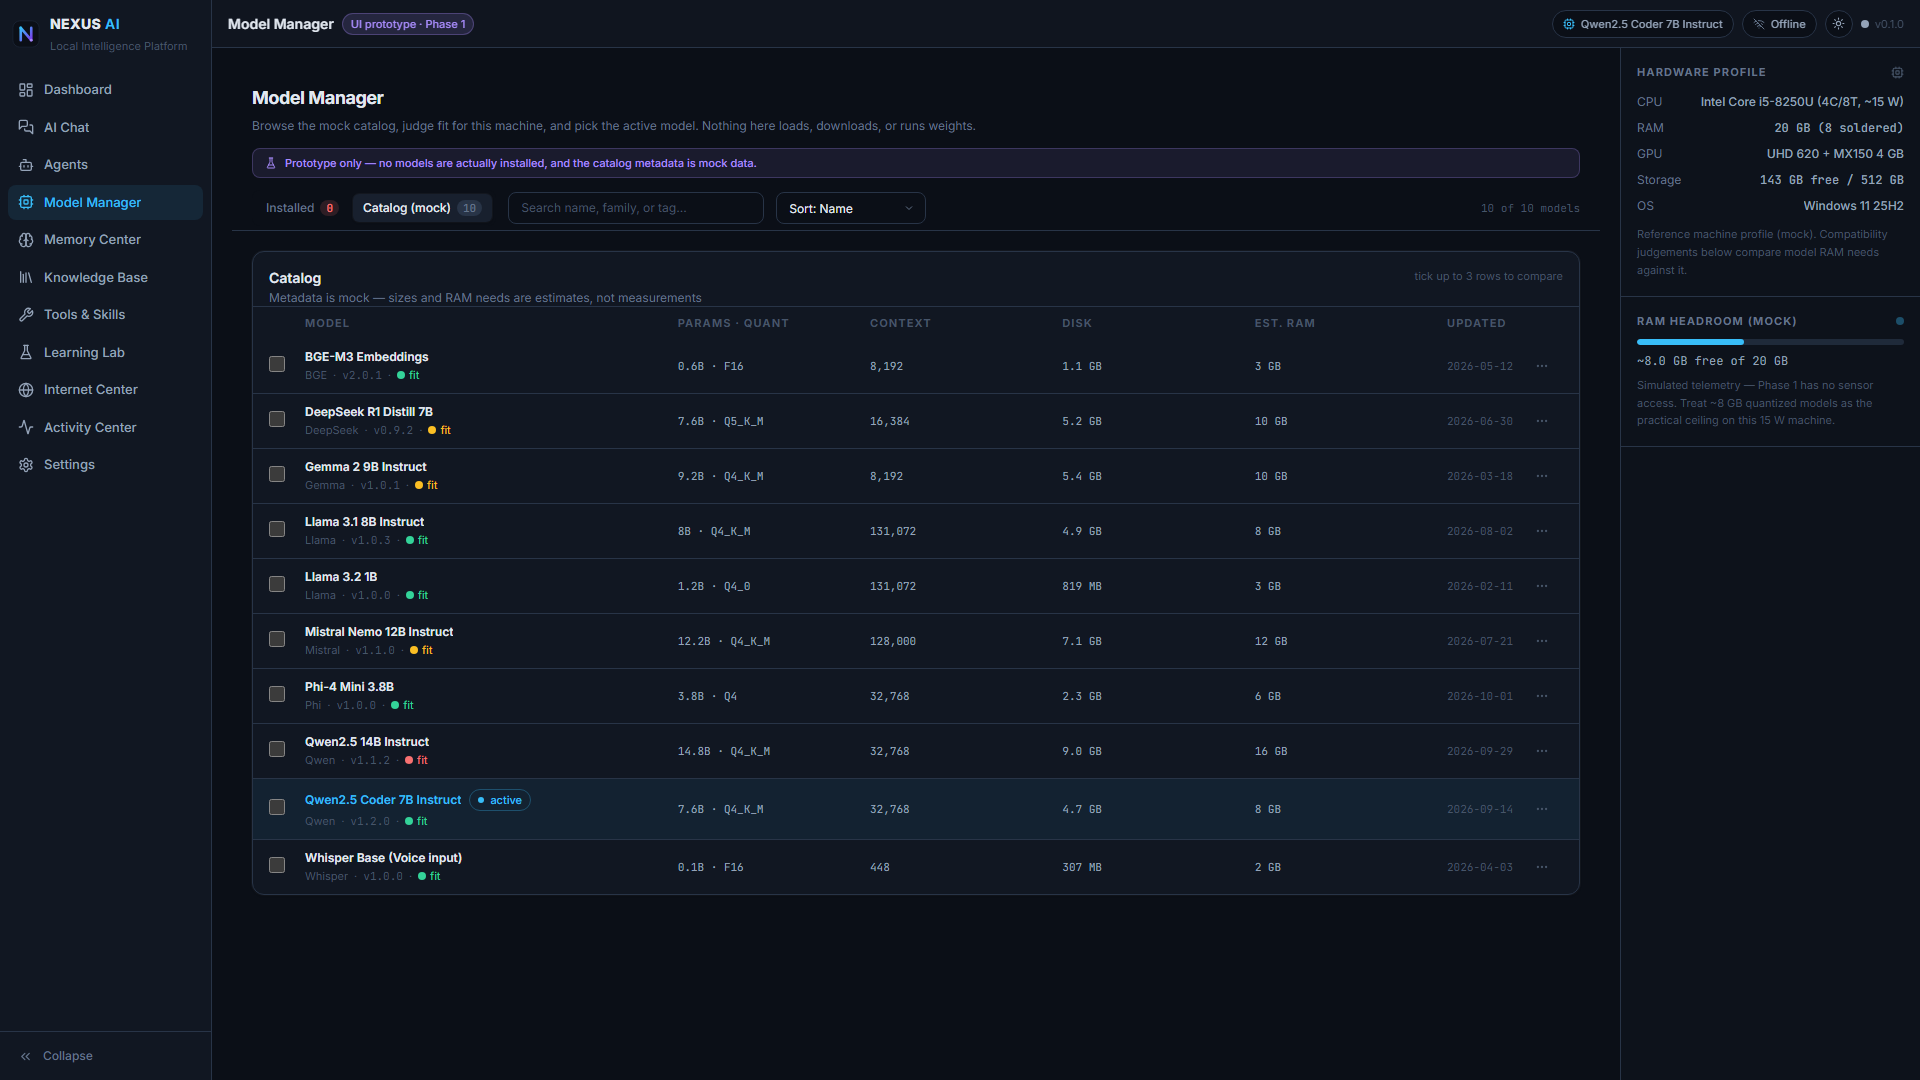 NEXUS AI
Local Intelligence Platform
Dashboard
AI Chat
Agents
Model Manager
Memory Center
Knowledge Base
Tools & Skills
Learning Lab
Internet Center
Activity Center
Settings
Collapse
Model Manager UI prototype · Phase 1
Qwen2.5 Coder 7B Instruct Offline v0.1.0
Model Manager
Browse the mock catalog, judge fit for this machine, and pick the active model. Nothing here loads, downloads, or runs weights.
Prototype only — no models are actually installed, and the catalog metadata is mock data.
Installed 0 Catalog (mock) 10 Search name, family, or tag... Sort: Name 10 of 10 models
Catalog
tick up to 3 rows to compare
Metadata is mock — sizes and RAM needs are estimates, not measurements
MODEL PARAMS · QUANT CONTEXT DISK EST. RAM UPDATED
BGE-M3 Embeddings
BGE · v2.0.1 · fit
0.6B · F16 8,192 1.1 GB 3 GB 2026-05-12 ···
DeepSeek R1 Distill 7B
DeepSeek · v0.9.2 · fit
7.6B · Q5_K_M 16,384 5.2 GB 10 GB 2026-06-30 ···
Gemma 2 9B Instruct
Gemma · v1.0.1 · fit
9.2B · Q4_K_M 8,192 5.4 GB 10 GB 2026-03-18 ···
Llama 3.1 8B Instruct
Llama · v1.0.3 · fit
8B · Q4_K_M 131,072 4.9 GB 8 GB 2026-08-02 ···
Llama 3.2 1B
Llama · v1.0.0 · fit
1.2B · Q4_0 131,072 819 MB 3 GB 2026-02-11 ···
Mistral Nemo 12B Instruct
Mistral · v1.1.0 · fit
12.2B · Q4_K_M 128,000 7.1 GB 12 GB 2026-07-21 ···
Phi-4 Mini 3.8B
Phi · v1.0.0 · fit
3.8B · Q4 32,768 2.3 GB 6 GB 2026-10-01 ···
Qwen2.5 14B Instruct
Qwen · v1.1.2 · fit
14.8B · Q4_K_M 32,768 9.0 GB 16 GB 2026-09-29 ···
Qwen2.5 Coder 7B Instruct active
Qwen · v1.2.0 · fit
7.6B · Q4_K_M 32,768 4.7 GB 8 GB 2026-09-14 ···
Whisper Base (Voice input)
Whisper · v1.0.0 · fit
0.1B · F16 448 307 MB 2 GB 2026-04-03 ···
HARDWARE PROFILE
CPU Intel Core i5-8250U (4C/8T, ~15 W)
RAM 20 GB (8 soldered)
GPU UHD 620 + MX150 4 GB
Storage 143 GB free / 512 GB
OS Windows 11 25H2
Reference machine profile (mock). Compatibility
judgements below compare model RAM needs
against it.
RAM HEADROOM (MOCK)
~8.0 GB free of 20 GB
Simulated telemetry — Phase 1 has no sensor
access. Treat ~8 GB quantized models as the
practical ceiling on this 15 W machine.